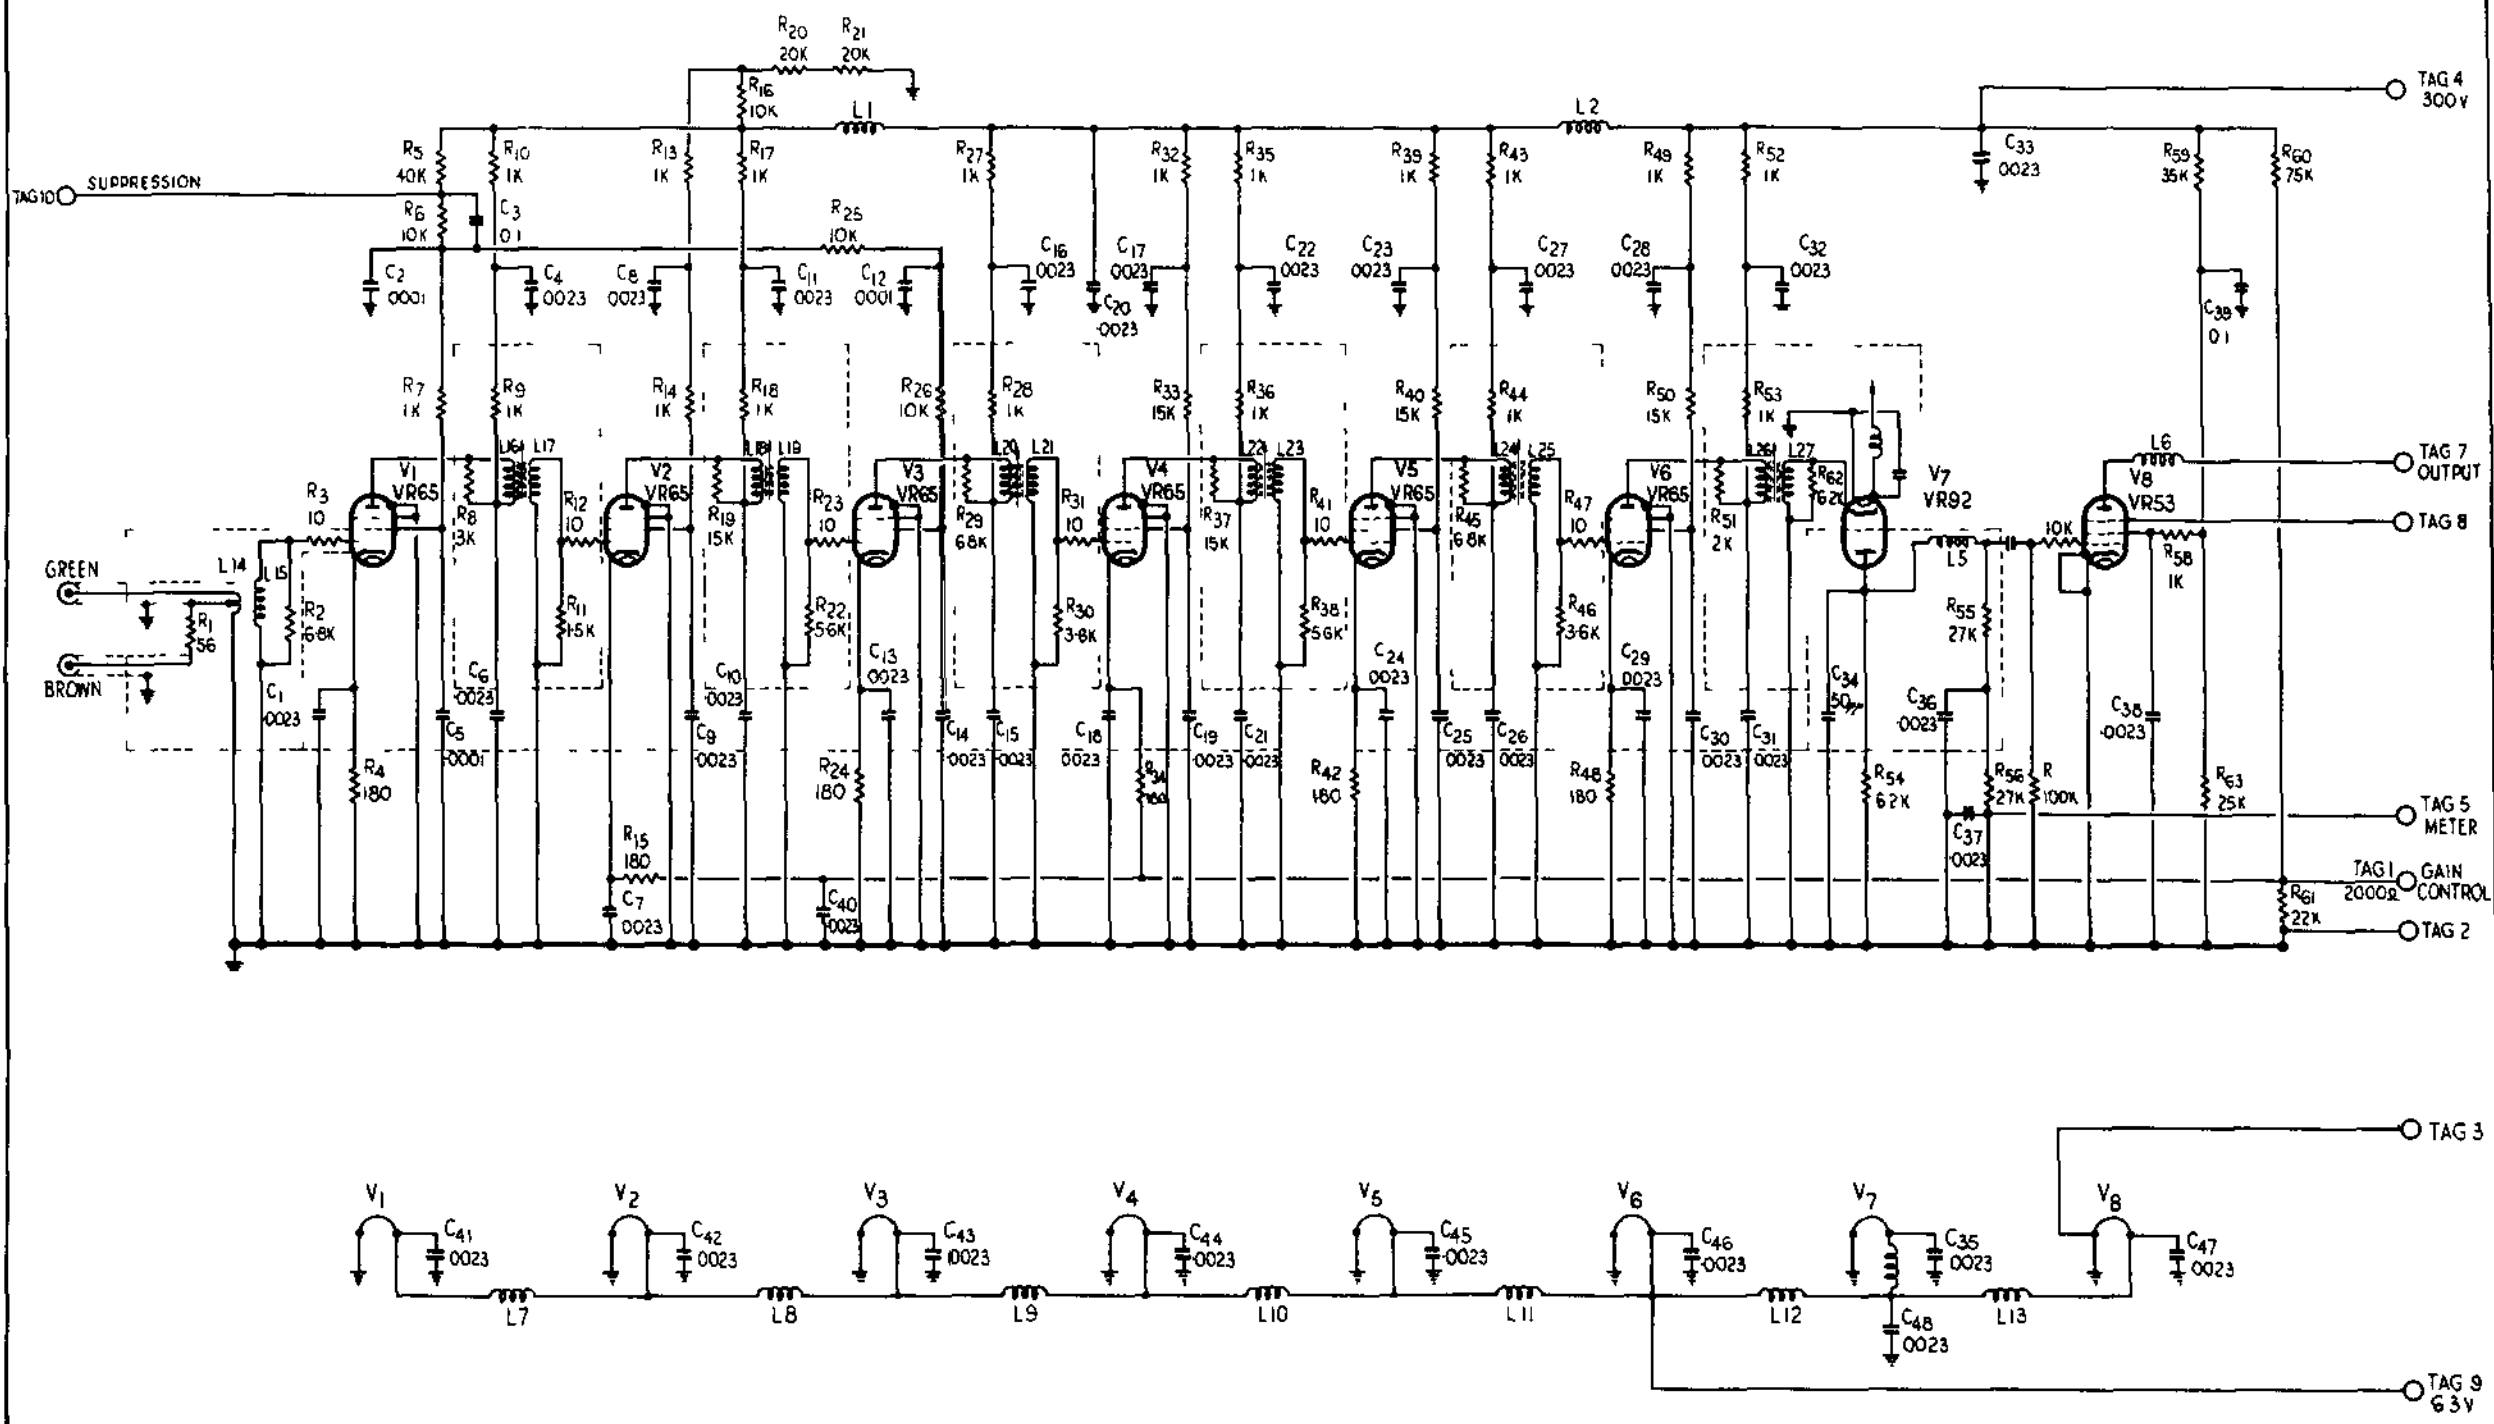 R20
20K
R21
20K
R16
10K
L1
L2
TAG 4
300V
R5
40K
R10
1K
R13
1K
R17
1K
R27
1K
R32
1K
R35
1K
R39
1K
R43
1K
R49
1K
R52
1K
C33
0023
R59
35K
R60
75K
TAG10
SUPPRESSION
R6
10K
C3
01
R25
10K
C2
0001
C4
0023
C8
0023
C11
0023
C12
0001
C16
0023
C20
·0023
C17
0023
C22
0023
C23
0023
C27
0023
C28
0023
C32
0023
C39
01
R7
1K
R9
1K
R14
1K
R18
1K
R26
10K
R28
1K
R33
15K
R36
1K
R40
15K
R44
1K
R50
15K
R53
1K
L16
L17
L18
L19
L20
L21
L22
L23
L24
L25
L26
L27
R62
62K
L6
TAG 7
OUTPUT
V1
VR65
V2
VR65
V3
VR65
V4
VR65
V5
VR65
V6
VR65
V7
VR92
V8
VR53
R3
10
R8
3K
R12
10
R19
15K
R23
10
R29
68K
R31
10
R37
15K
R41
10
R45
6·8K
R47
10
R51
2K
L5
10K
R58
1K
TAG 8
GREEN
L14
L15
R1
56
R2
6·8K
R11
1·5K
R22
5·6K
R30
3·6K
R38
56K
R46
3·6K
R55
27K
BROWN
C1
·0023
C6
·0023
C10
·0023
C13
0023
C24
0023
C29
0023
C34
50
C36
·0023
C38
·0023
R4
180
C5
·0001
C9
·0023
R24
180
C14
·0023
C15
·0023
C18
0023
R34
180
C19
·0023
C21
·0023
R42
180
C25
0023
C26
0023
R48
180
C30
0023
C31
0023
R54
62K
R56
27K
R
100K
R63
25K
TAG 5
METER
C37
·0023
R15
180
C7
0023
C40
·0023
TAG 1
2000Ω
GAIN
CONTROL
R61
22K
TAG 2
TAG 3
V1
V2
V3
V4
V5
V6
V7
V8
C41
0023
C42
0023
C43
0023
C44
·0023
C45
·0023
C46
·0023
C35
0023
C47
0023
L7
L8
L9
L10
L11
L12
L13
C48
0023
TAG 9
6 3V